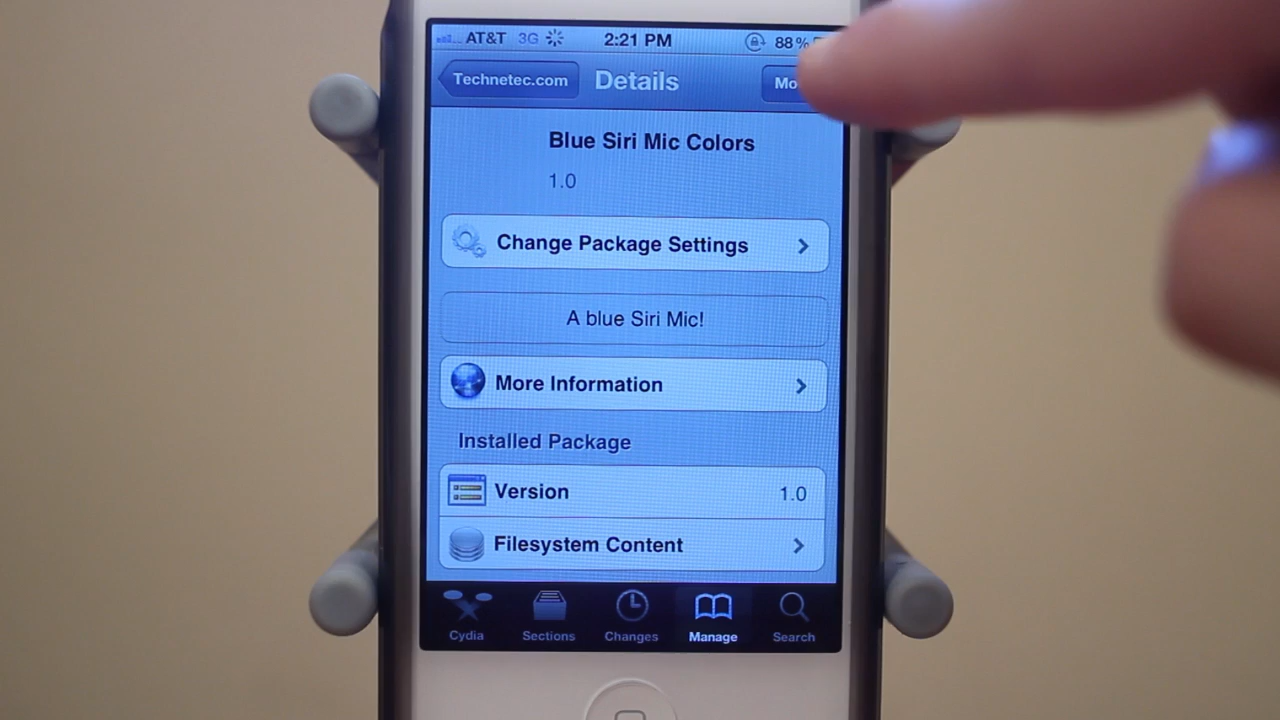 AT&T 3G 2:21 PM 88%
Technetec.com Details
Blue Siri Mic Colors
1.0
Change Package Settings
A blue Siri Mic!
More Information
Installed Package
Version 1.0
Filesystem Content
Cydia Sections Changes Manage Search